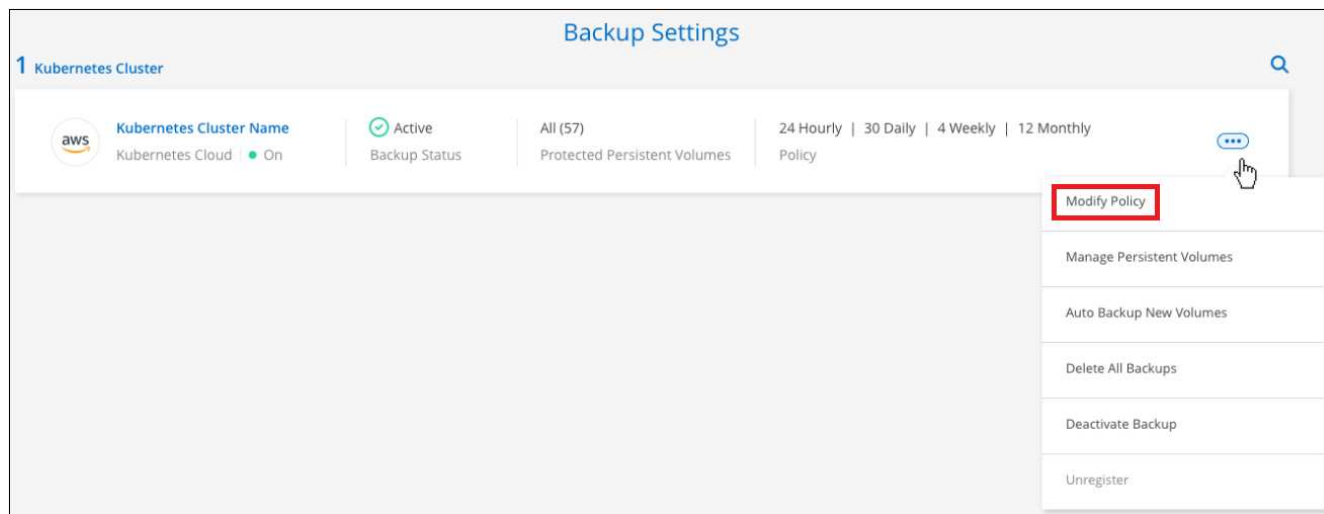 Backup Settings
1 Kubernetes Cluster
aws
Kubernetes Cluster Name
Kubernetes Cloud | On
Active
Backup Status
All (57)
Protected Persistent Volumes
24 Hourly | 30 Daily | 4 Weekly | 12 Monthly
Policy
Modify Policy
Manage Persistent Volumes
Auto Backup New Volumes
Delete All Backups
Deactivate Backup
Unregister